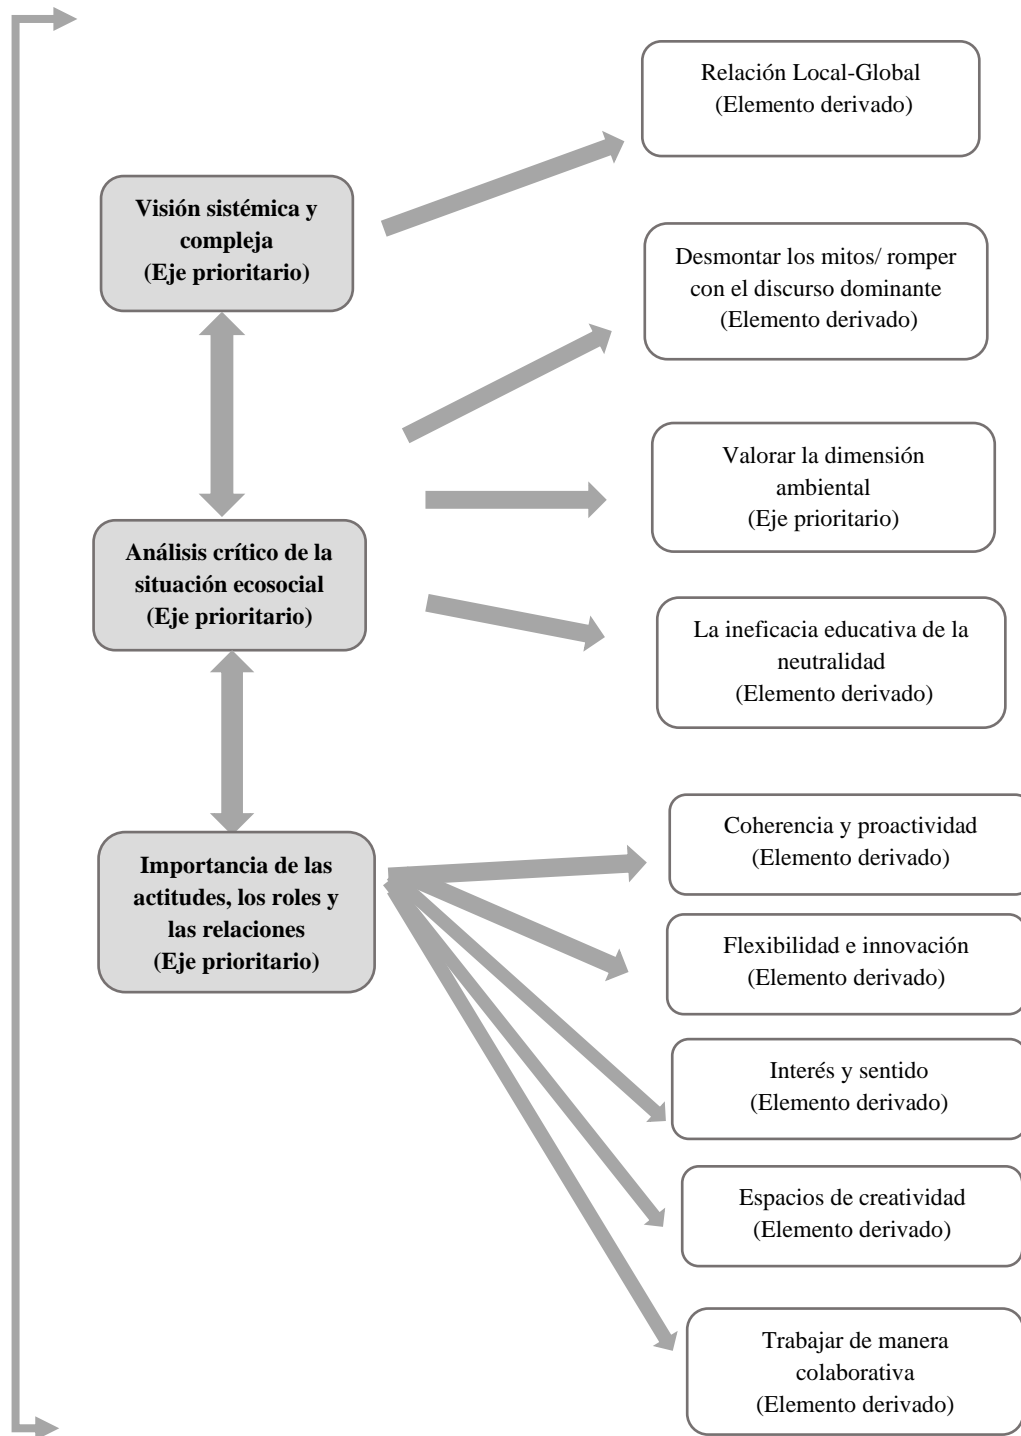 Relación Local-Global
(Elemento derivado)
Visión sistémica y
compleja
(Eje prioritario)
Desmontar los mitos/ romper
con el discurso dominante
(Elemento derivado)
Valorar la dimensión
ambiental
(Eje prioritario)
Análisis crítico de la
situación ecosocial
(Eje prioritario)
La ineficacia educativa de la
neutralidad
(Elemento derivado)
Importancia de las
actitudes, los roles y
las relaciones
(Eje prioritario)
Coherencia y proactividad
(Elemento derivado)
Flexibilidad e innovación
(Elemento derivado)
Interés y sentido
(Elemento derivado)
Espacios de creatividad
(Elemento derivado)
Trabajar de manera
colaborativa
(Elemento derivado)